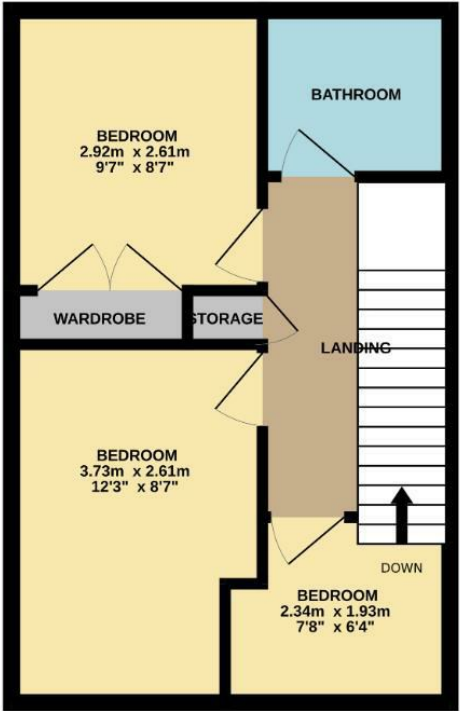 BATHROOM
BEDROOM
2.92m x 2.61m
9'7" x 8'7"
WARDROBE
STORAGE
LANDING
BEDROOM
3.73m x 2.61m
12'3" x 8'7"
DOWN
BEDROOM
2.34m x 1.93m
7'8" x 6'4"